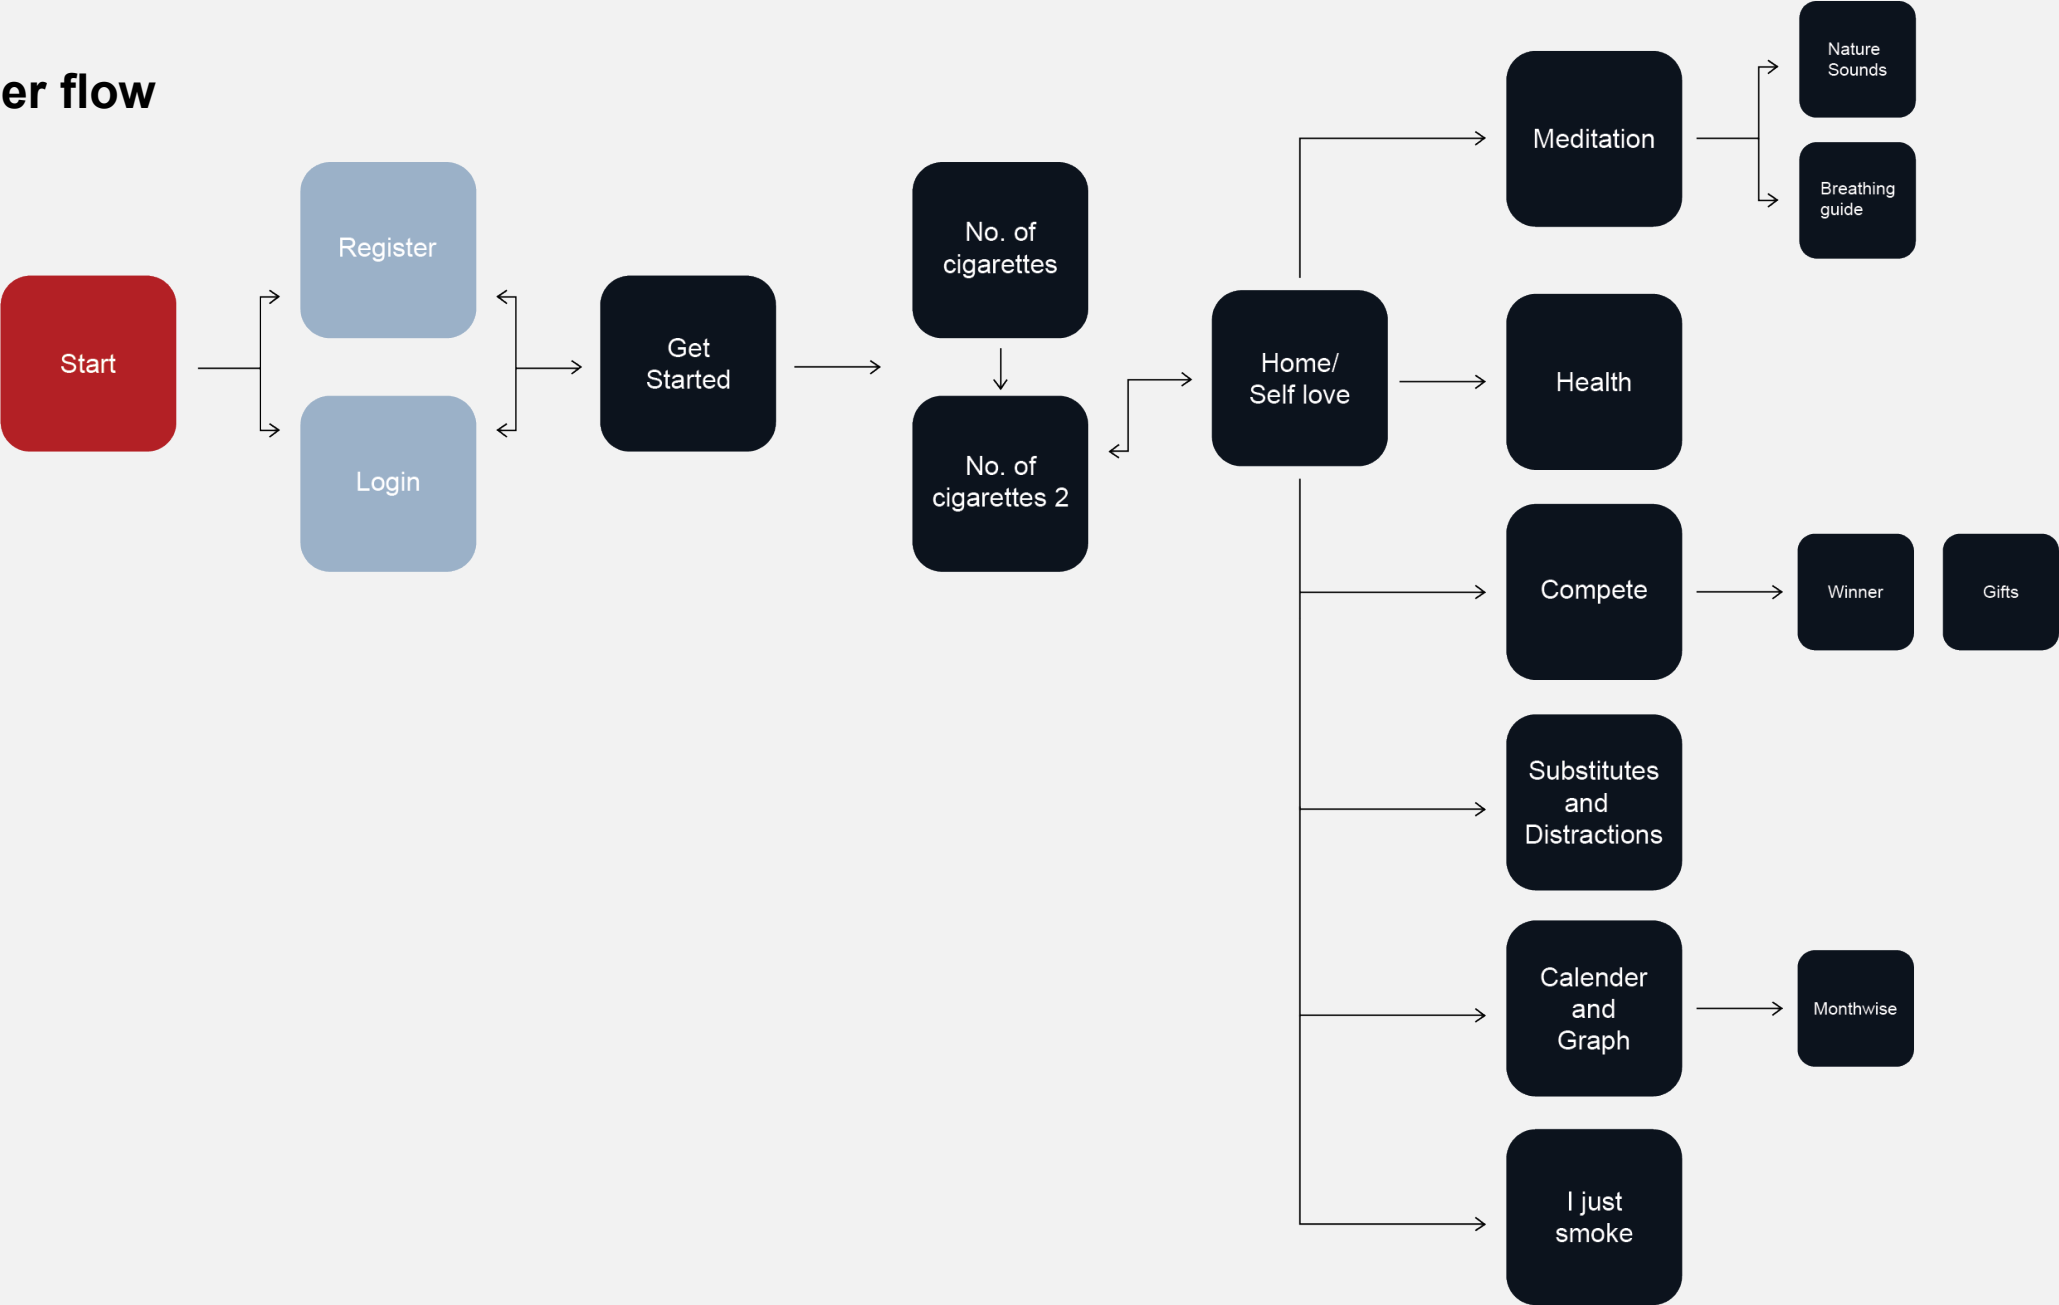 er flow
Start
Register
Login
Get
Started
No. of
cigarettes
No. of
cigarettes 2
Home/
Self love
Meditation
Nature
Sounds
Breathing
guide
Health
Compete
Winner
Gifts
Substitutes
and
Distractions
Calender
and
Graph
Monthwise
I just
smoke